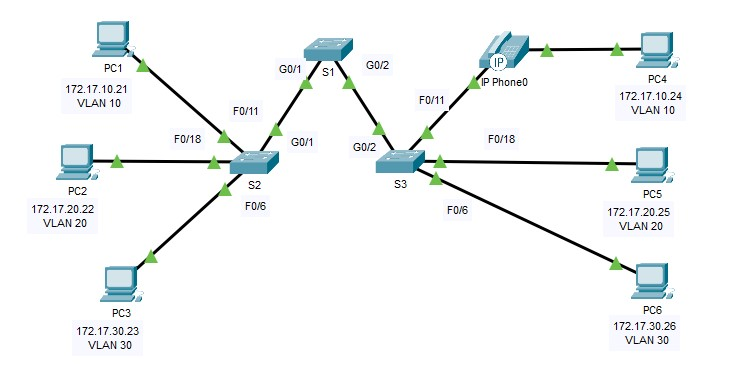 PC1
172.17.10.21
VLAN 10
G0/1
S1
G0/2
IP
IP Phone0
PC4
172.17.10.24
VLAN 10
F0/11
F0/18
G0/1
S2
F0/6
PC2
172.17.20.22
VLAN 20
PC3
172.17.30.23
VLAN 30
F0/11
G0/2
S3
F0/18
F0/6
PC5
172.17.20.25
VLAN 20
PC6
172.17.30.26
VLAN 30